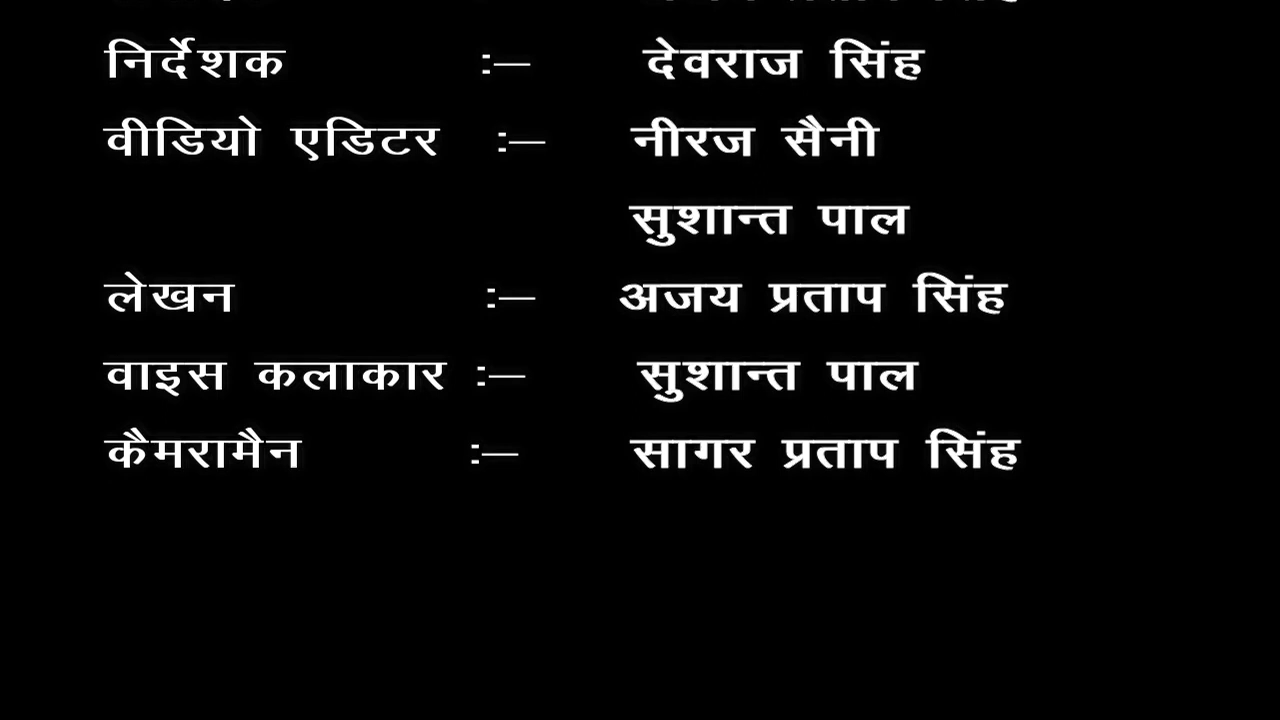 निर्देशक :— देवराज सिंह
वीडियो एडिटर :— नीरज सैनी
सुशान्त पाल
लेखन :— अजय प्रताप सिंह
वाइस कलाकार :— सुशान्त पाल
कैमरामैन :— सागर प्रताप सिंह